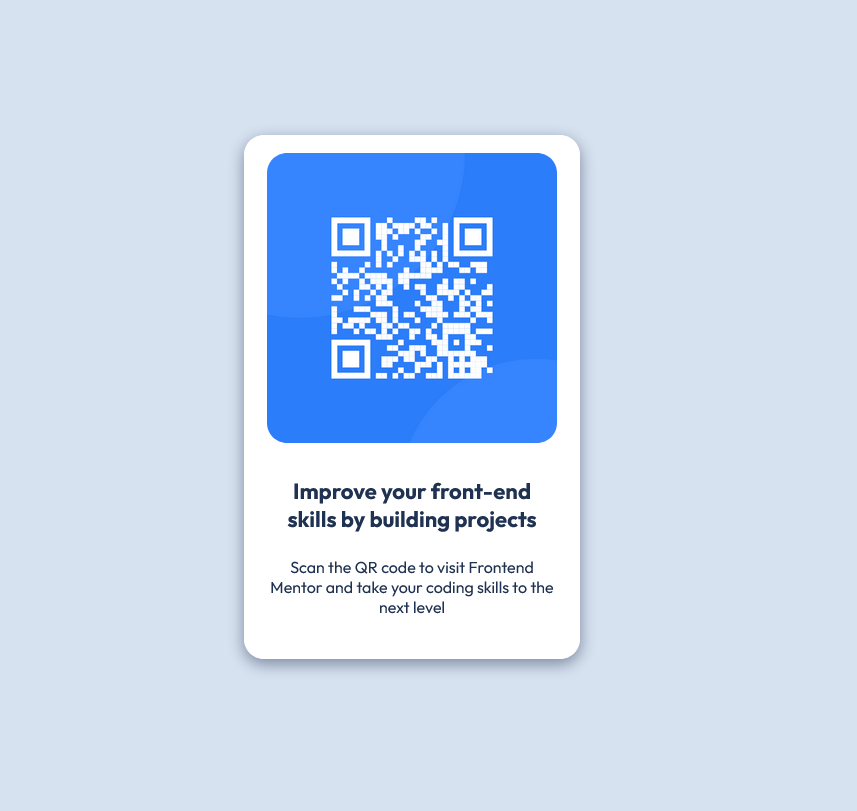 Improve your front-end
skills by building projects
Scan the QR code to visit Frontend
Mentor and take your coding skills to the
next level